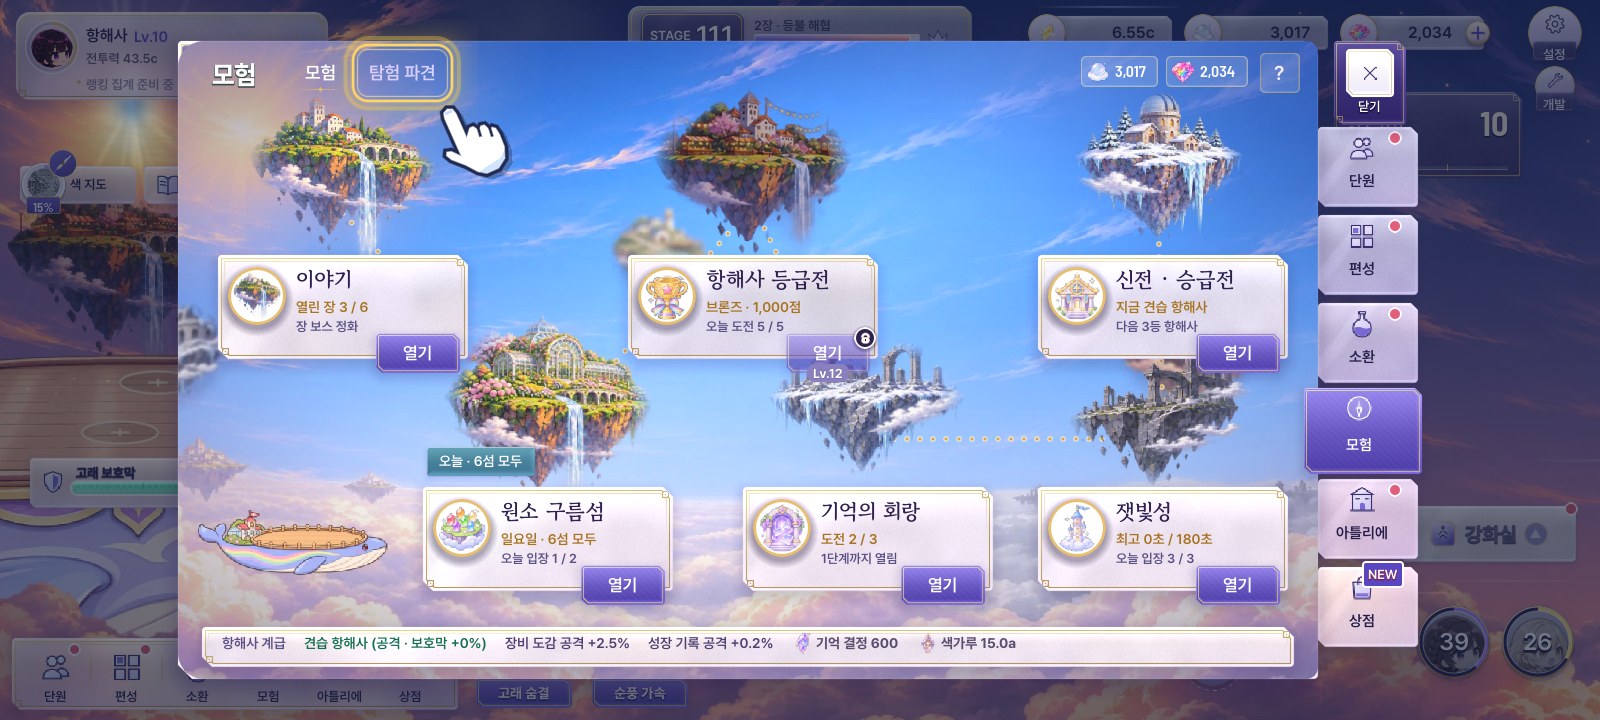 항해사 Lv.10
전투력 43.5c
랭킹 집계 준비 중
STAGE 111
2장 · 등불 해협
6.55c
3,017
2,034
설정
개발
10
색 지도
15%
고래 보호막
모험
모험
탐험 파견
3,017
2,034
?
닫기
이야기
열린 장 3 / 6
장 보스 정화
열기
항해사 등급전
브론즈 · 1,000점
오늘 도전 5 / 5
열기
Lv.12
신전 · 승급전
지금 견습 항해사
다음 3등 항해사
열기
오늘 · 6섬 모두
원소 구름섬
일요일 · 6섬 모두
오늘 입장 1 / 2
열기
기억의 회랑
도전 2 / 3
1단계까지 열림
열기
잿빛성
최고 0초 / 180초
오늘 입장 3 / 3
열기
항해사 계급 견습 항해사 (공격 · 보호막 +0%) 장비 도감 공격 +2.5% 성장 기록 공격 +0.2% 기억 결정 600 색가루 15.0a
단원
편성
소환
모험
아틀리에
NEW
상점
강화실
39
26
단원
편성
소환
모험
아틀리에
상점
고래 숨결
순풍 가속